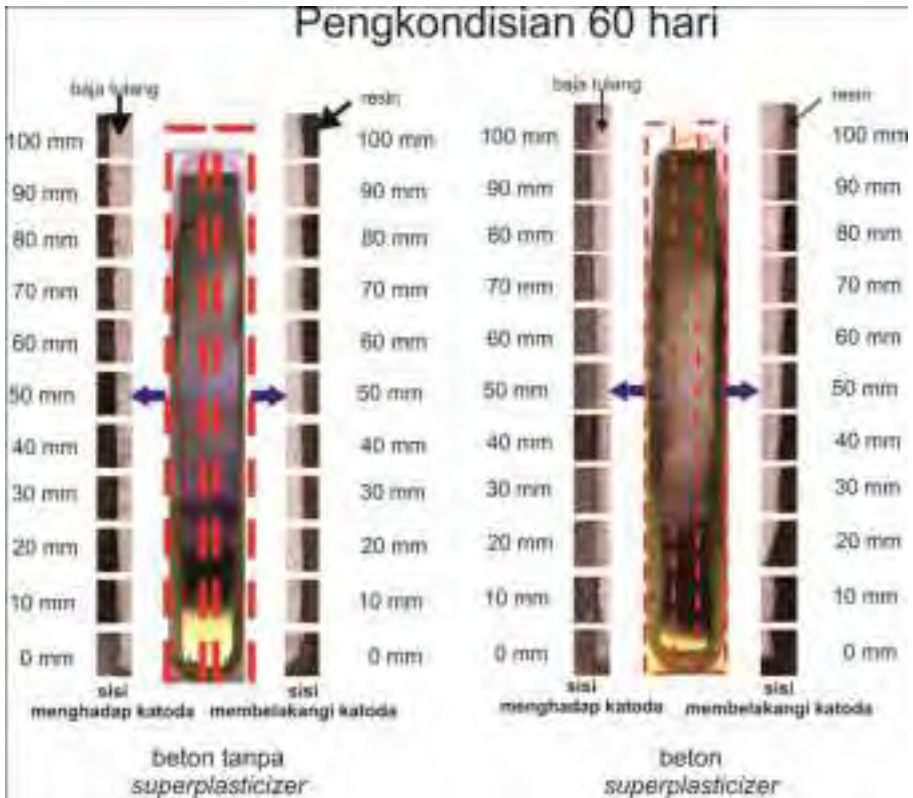 Pengkondisian 60 hari
baja tulang
resin
100 mm
90 mm
80 mm
70 mm
60 mm
50 mm
40 mm
30 mm
20 mm
10 mm
0 mm
100 mm
90 mm
80 mm
70 mm
60 mm
50 mm
40 mm
30 mm
20 mm
10 mm
0 mm
sisi
menghadap katoda
sisi
membelakangi katoda
beton tanpa
superplasticizer
baja tulang
resin
100 mm
90 mm
60 mm
70 mm
60 mm
50 mm
40 mm
30 mm
20 mm
10 mm
0 mm
100 mm
90 mm
80 mm
70 mm
60 mm
50 mm
40 mm
30 mm
20 mm
10 mm
0 mm
sisi
menghadap katoda
sisi
membelakangi katoda
beton
superplasticizer